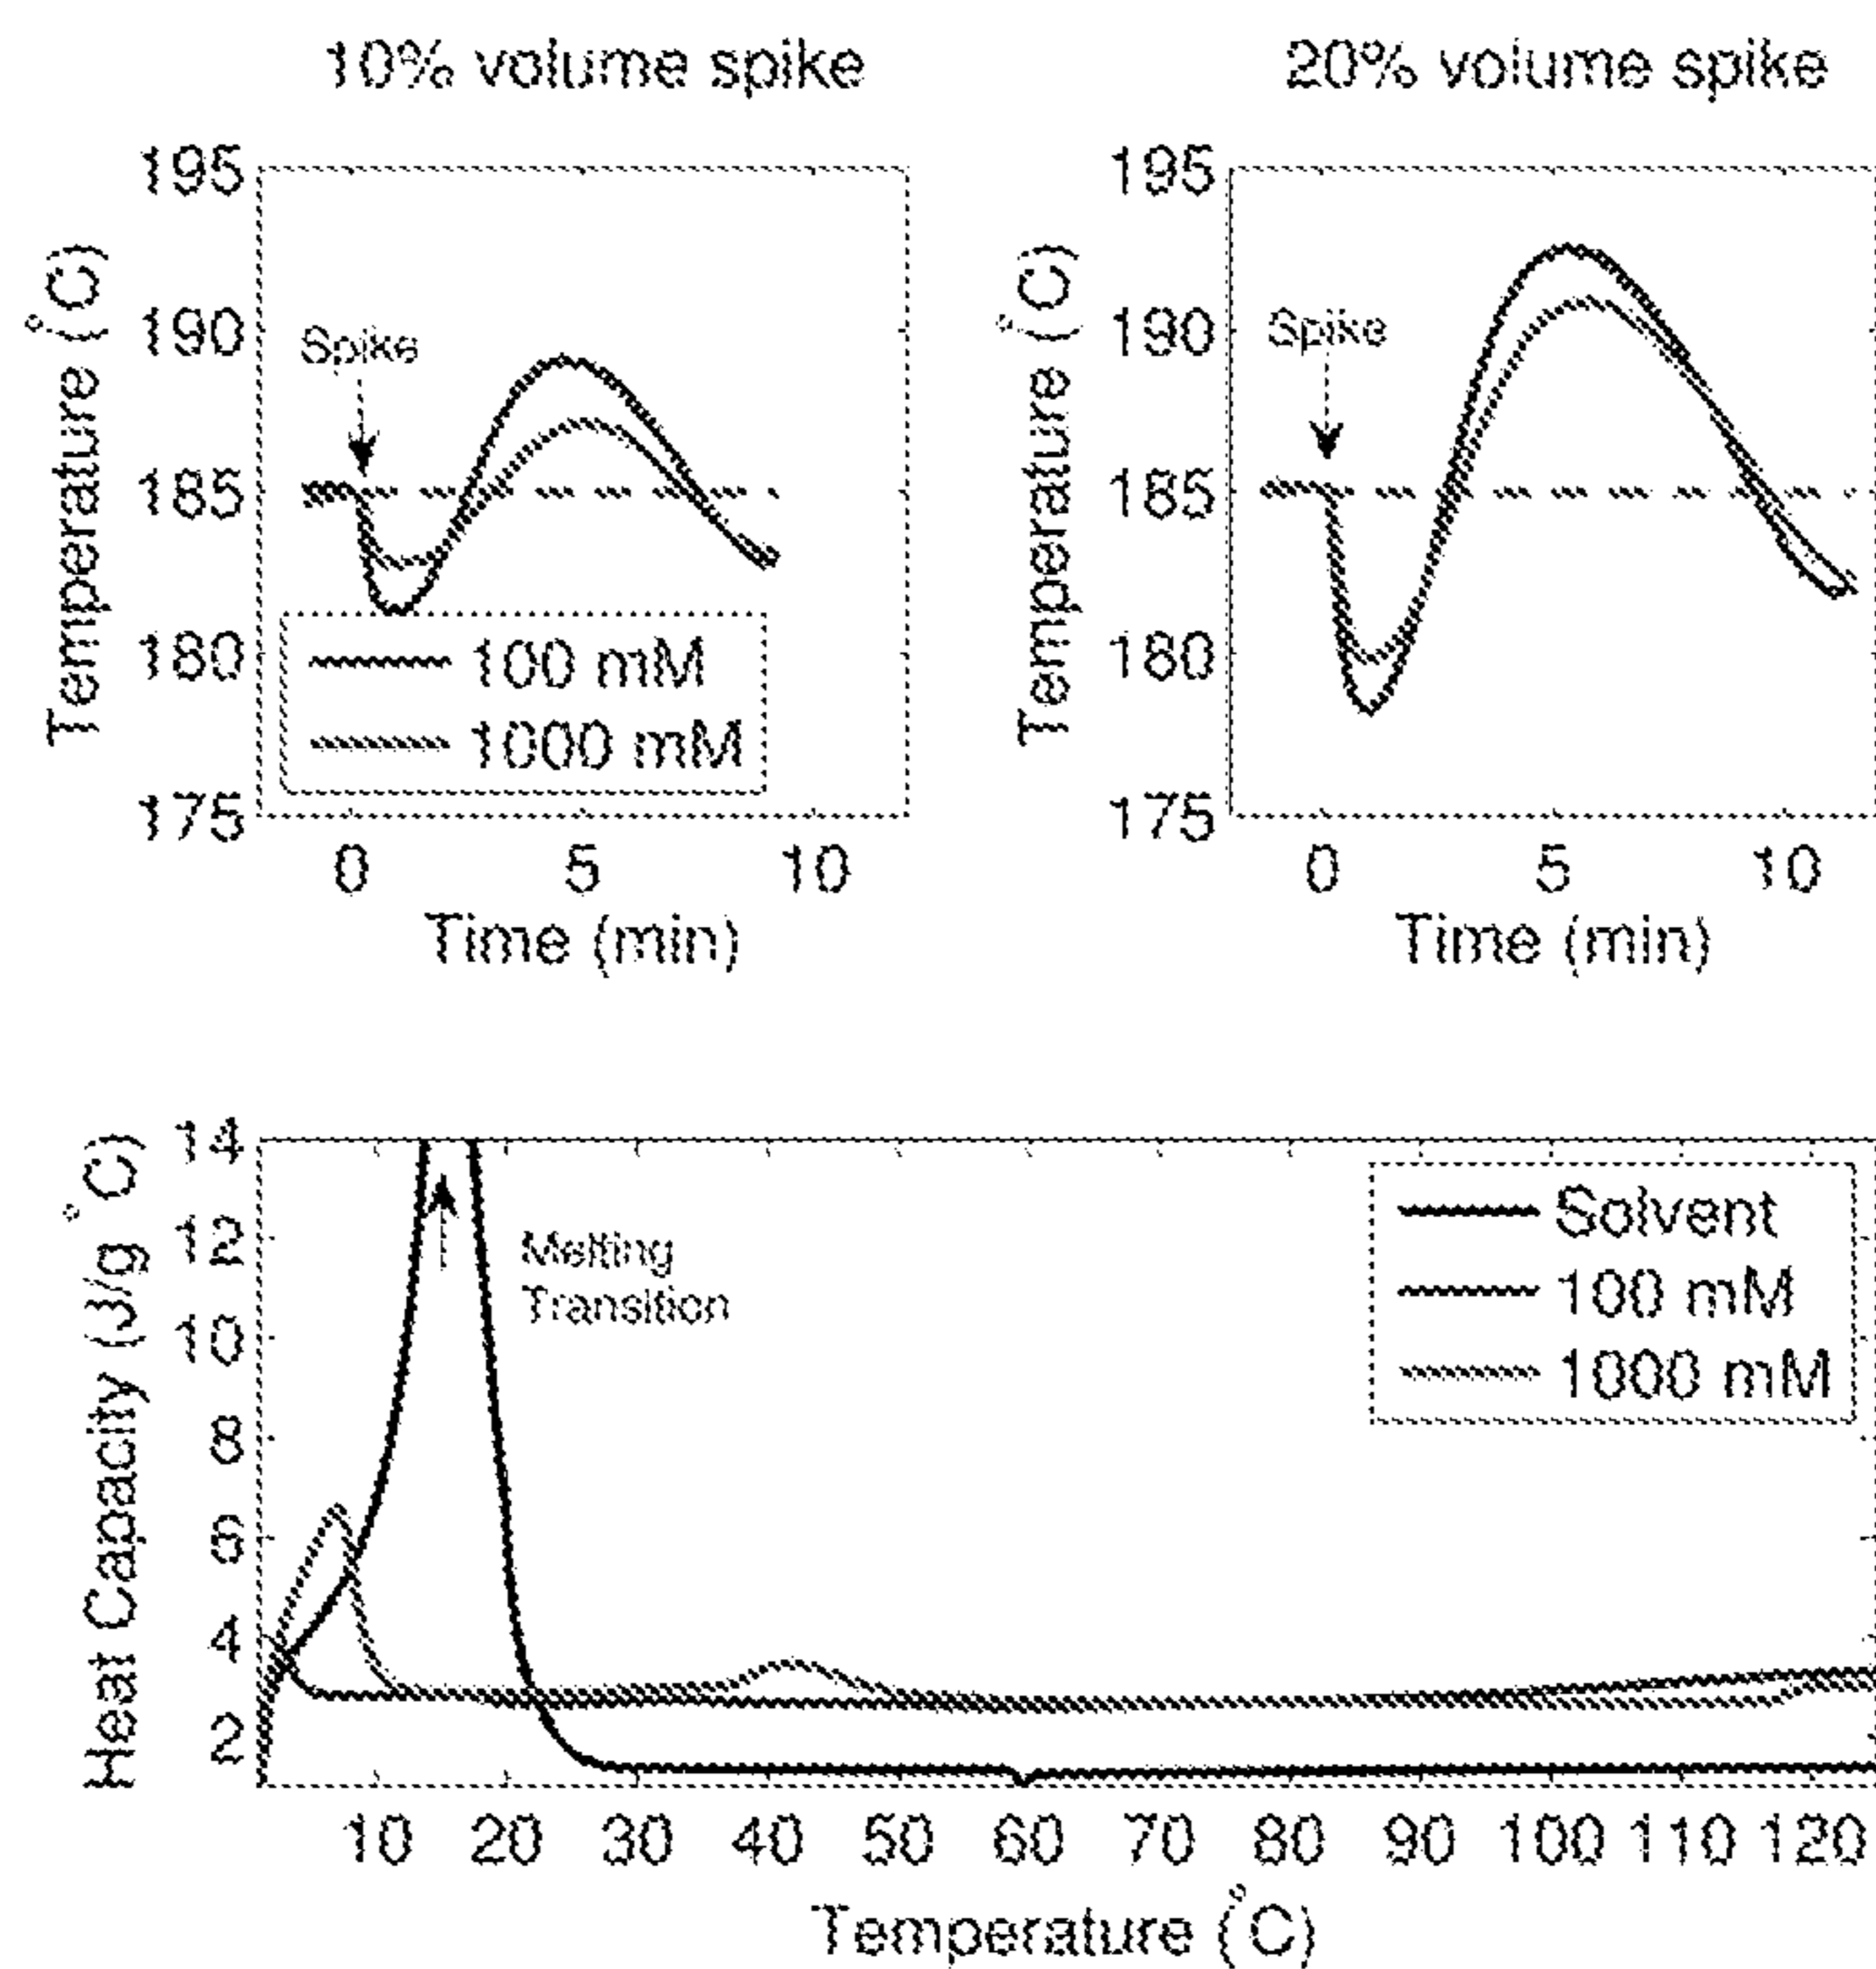 10% volume spike
195
190
185
180
175
Temperature (°C)
Spike
100 mM
1000 mM
0 5 10
Time (min)
20% volume spike
195
190
185
180
175
Temperature (°C)
Spike
0 5 10
Time (min)
14
12
10
8
6
4
2
Heat Capacity (J/g °C)
Melting
Transition
Solvent
100 mM
1000 mM
10 20 30 40 50 60 70 80 90 100 110 120
Temperature (°C)